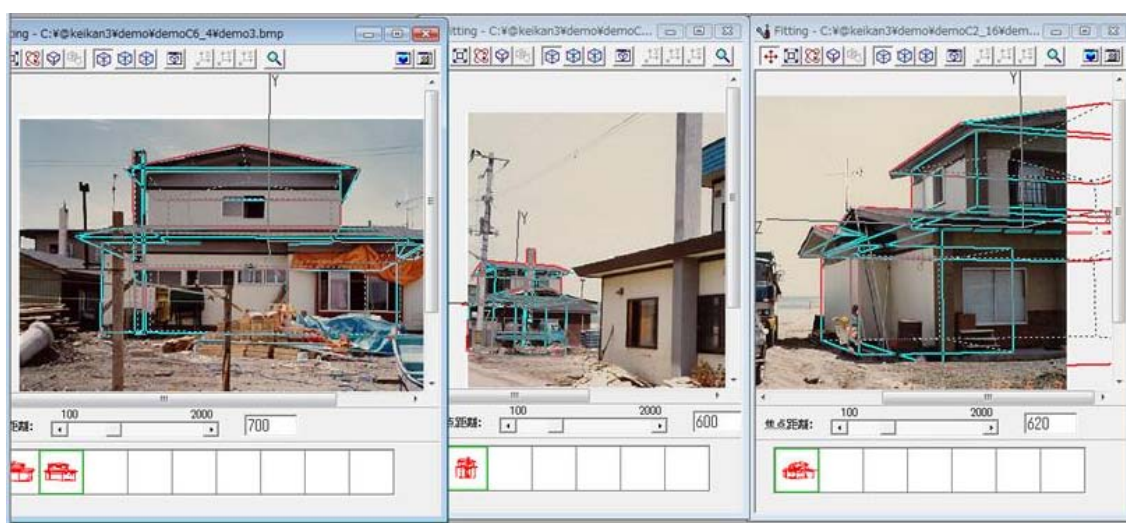 tting - C:¥@keikan3¥demo¥demoC6_4¥demo3.bmp
itting - C:¥@keikan3¥demo¥demoC...
Fitting - C:¥@keikan3¥demo¥demoC2_16¥dem...
Y
Y
Y
Z
100
2000
距離:
700
100
2000
点距離:
600
100
2000
焦点距離:
620